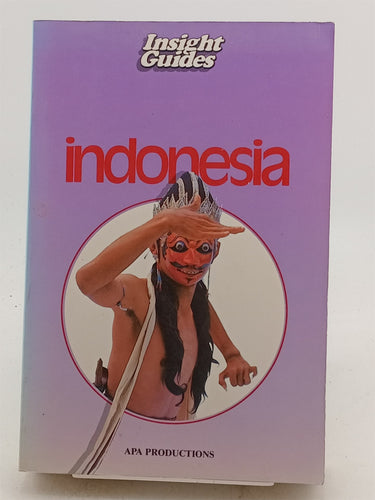 Insight
Guides
indonesia
APA PRODUCTIONS